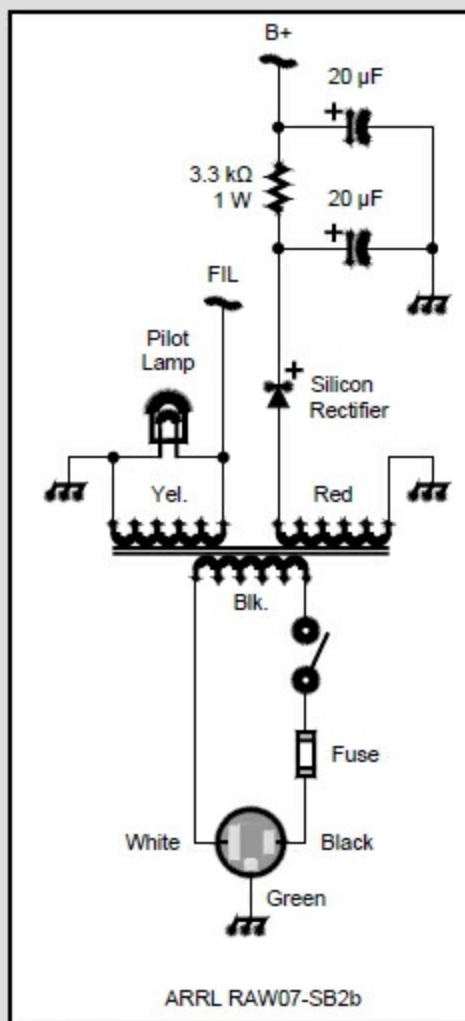 B+
+ 20 µF
3.3 kΩ
1 W
+ 20 µF
FIL
Pilot
Lamp
+
Silicon
Rectifier
Yel.
Red
Blk.
Fuse
White
Black
Green
ARRL RAW07-SB2b